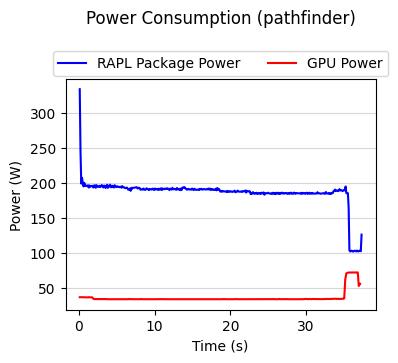 Power Consumption (pathfinder)
RAPL Package Power GPU Power
300
250
200
150
100
50
Power (W)
0 10 20 30
Time (s)